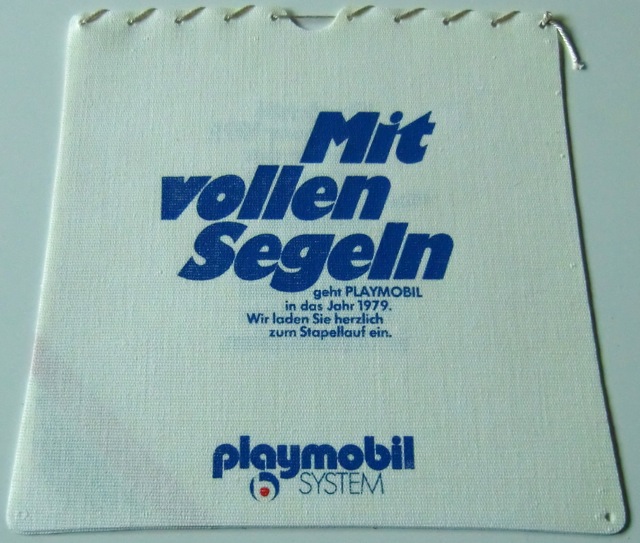 Mit
vollen
Segeln
geht PLAYMOBIL
in das Jahr 1979.
Wir laden Sie herzlich
zum Stapellauf ein.
playmobil
SYSTEM